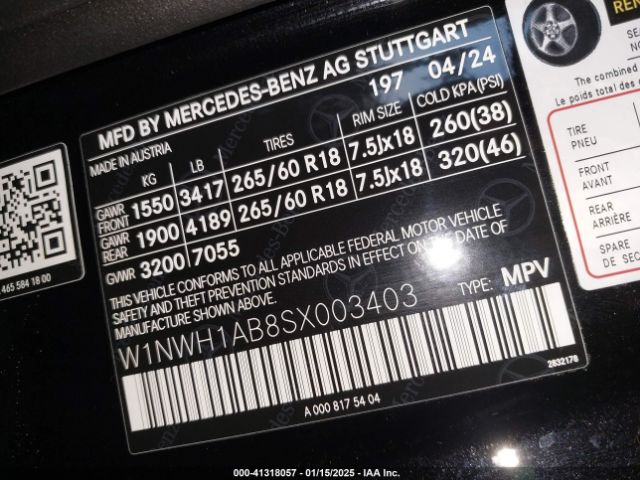 MFD BY MERCEDES-BENZ AG STUTTGART
MADE IN AUSTRIA 197 04/24
KG LB TIRES RIM SIZE COLD KPA(PSI)
GAWR FRONT 1550 3417 265/60 R18 7.5Jx18 260(38)
GAWR REAR 1900 4189 265/60 R18 7.5Jx18 320(46)
GVWR 3200 7055
THIS VEHICLE CONFORMS TO ALL APPLICABLE FEDERAL MOTOR VEHICLE
SAFETY AND THEFT PREVENTION STANDARDS IN EFFECT ON THE DATE OF
MANUFACTURE SHOWN ABOVE.
TYPE: MPV
W1NWH1AB8SX003403
2832176
A 000 817 54 04
465 584 18 00
The combined
Le poids total des
TIRE
PNEU
FRONT
AVANT
REAR
ARRIÈRE
SPARE
DE SEC
000-41318057 - 01/15/2025 - IAA Inc.